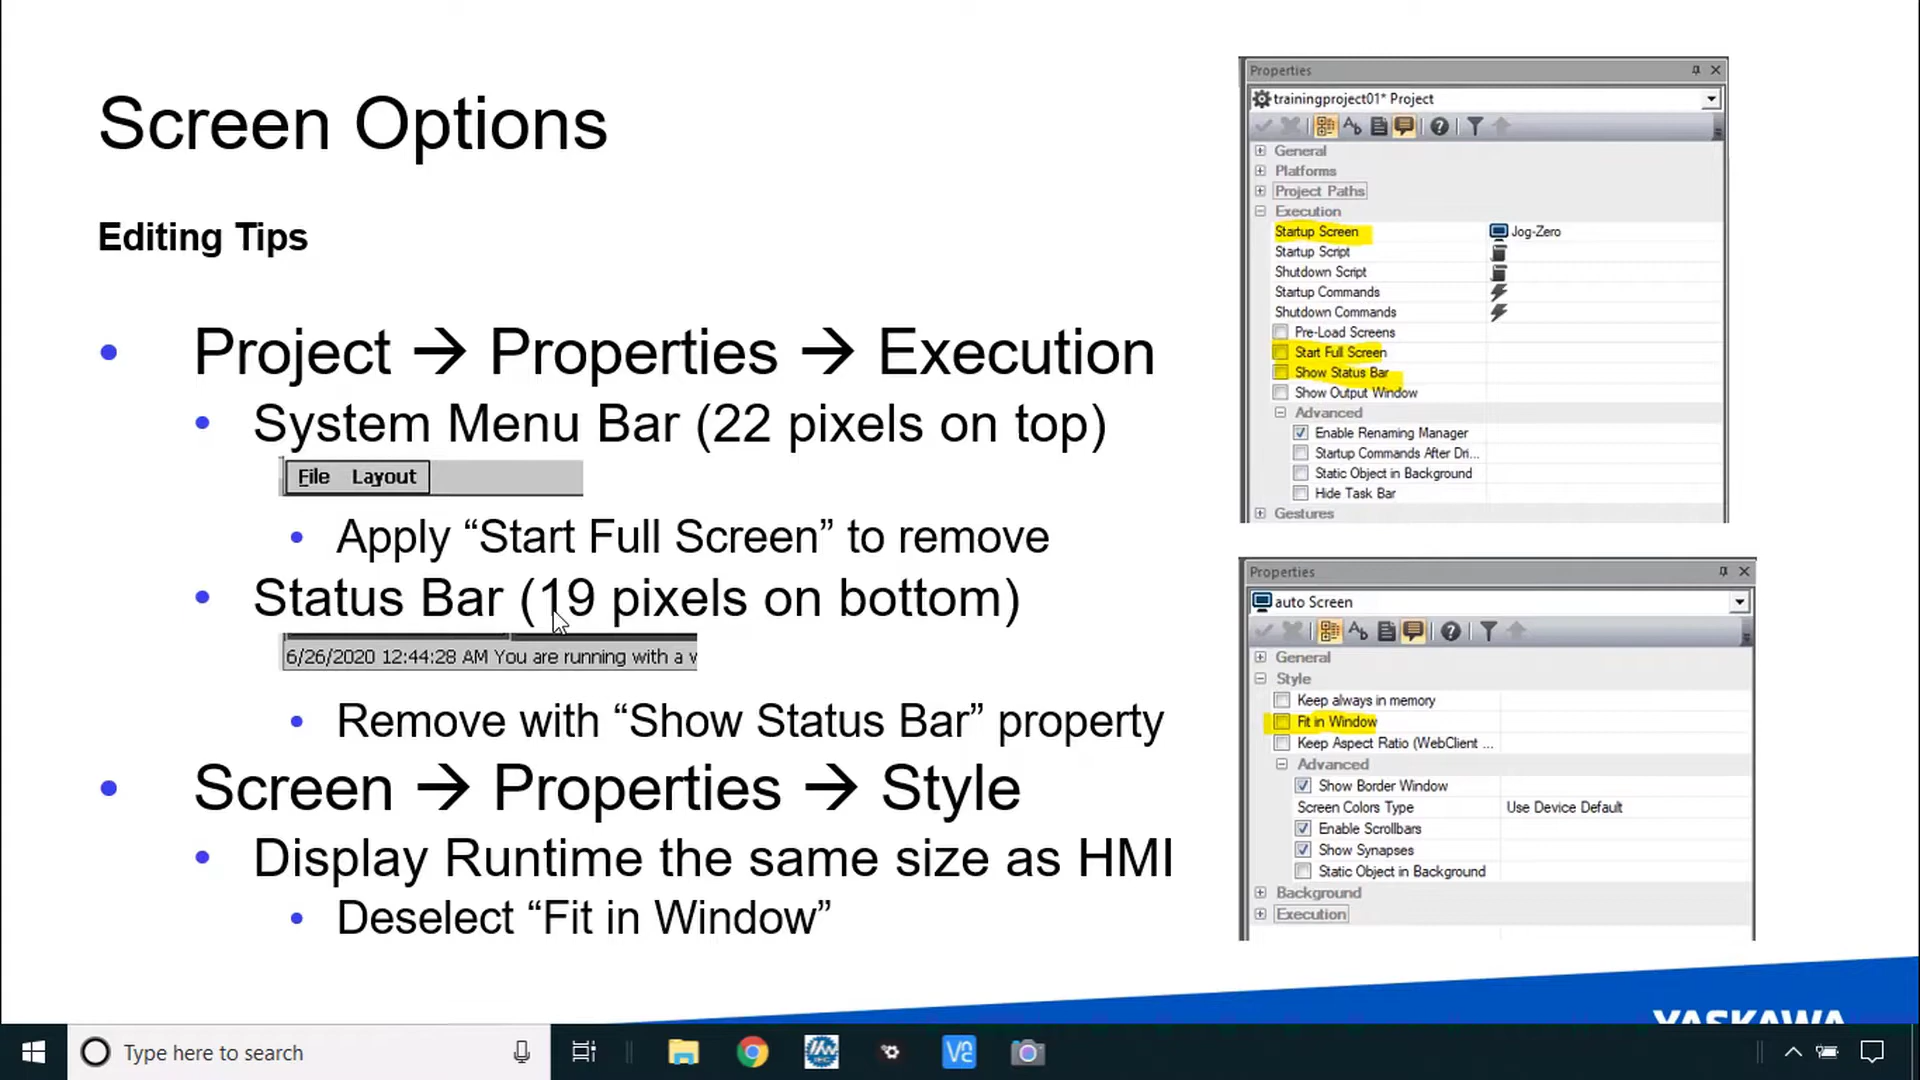 Screen Options
Editing Tips
Project → Properties → Execution
System Menu Bar (22 pixels on top)
File Layout
Apply “Start Full Screen” to remove
Status Bar (19 pixels on bottom)
6/26/2020 12:44:28 AM You are running with a
Remove with “Show Status Bar” property
Screen → Properties → Style
Display Runtime the same size as HMI
Deselect “Fit in Window”
Properties
trainingproject01* Project
General
Platforms
Project Paths
Execution
Startup Screen Jog-Zero
Startup Script
Shutdown Script
Startup Commands
Shutdown Commands
Pre-Load Screens
Start Full Screen
Show Status Bar
Show Output Window
Advanced
Enable Renaming Manager
Startup Commands After Dri...
Static Object in Background
Hide Task Bar
Gestures
Properties
auto Screen
General
Style
Keep always in memory
Fit in Window
Keep Aspect Ratio (WebClient ...
Advanced
Show Border Window
Screen Colors Type Use Device Default
Enable Scrollbars
Show Synapses
Static Object in Background
Background
Execution
YASKAWA
Type here to search